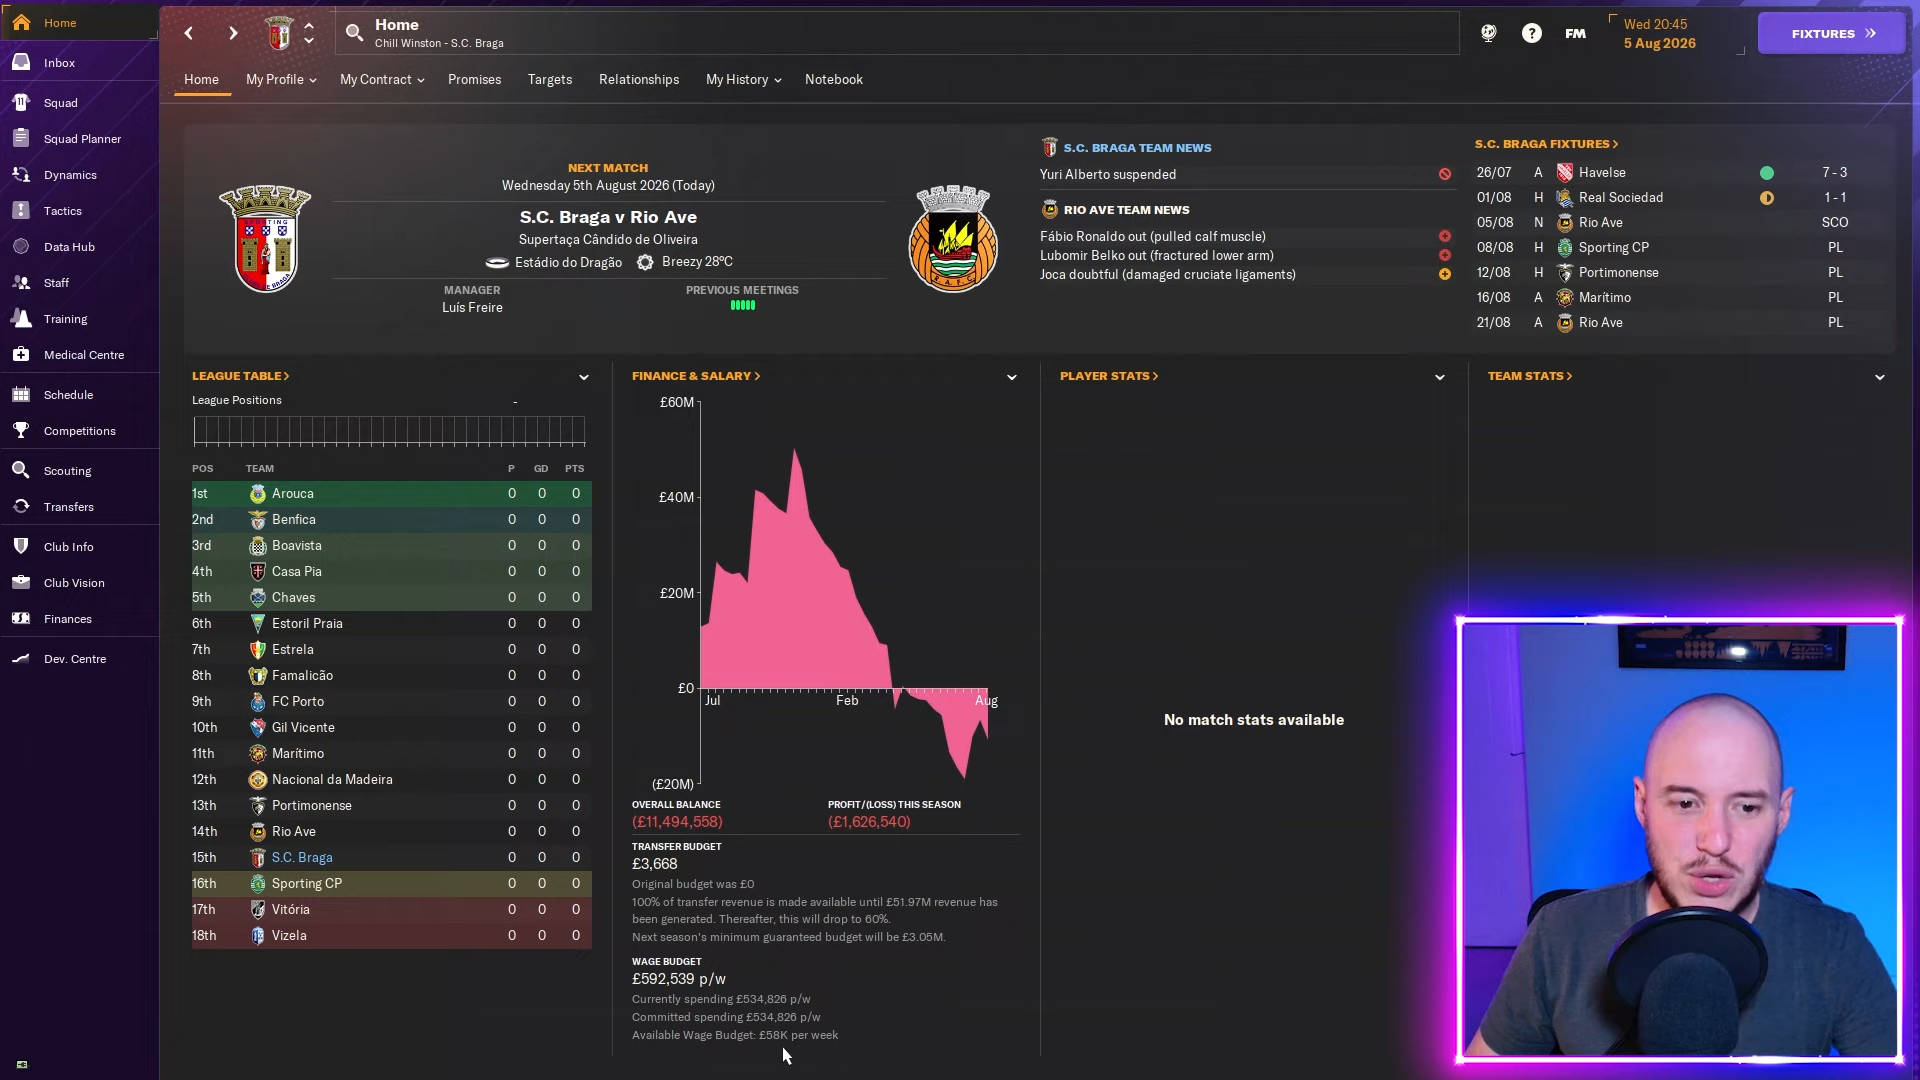 Home
Inbox
Squad
Squad Planner
Dynamics
Tactics
Data Hub
Staff
Training
Medical Centre
Schedule
Competitions
Scouting
Transfers
Club Info
Club Vision
Finances
Dev. Centre
Home
Chill Winston - S.C. Braga
FM
Wed 20:45
5 Aug 2026
FIXTURES
Home My Profile My Contract Promises Targets Relationships My History Notebook
NEXT MATCH
Wednesday 5th August 2026 (Today)
S.C. Braga v Rio Ave
Supertaça Cândido de Oliveira
Estádio do Dragão Breezy 28ºC
MANAGER
Luís Freire
PREVIOUS MEETINGS
S.C. BRAGA TEAM NEWS
Yuri Alberto suspended
RIO AVE TEAM NEWS
Fábio Ronaldo out (pulled calf muscle)
Lubomir Belko out (fractured lower arm)
Joca doubtful (damaged cruciate ligaments)
S.C. BRAGA FIXTURES >
26/07 A Havelse 7 - 3
01/08 H Real Sociedad 1 - 1
05/08 N Rio Ave SCO
08/08 H Sporting CP PL
12/08 H Portimonense PL
16/08 A Marítimo PL
21/08 A Rio Ave PL
LEAGUE TABLE >
League Positions -
POS TEAM P GD PTS
1st Arouca 0 0 0
2nd Benfica 0 0 0
3rd Boavista 0 0 0
4th Casa Pia 0 0 0
5th Chaves 0 0 0
6th Estoril Praia 0 0 0
7th Estrela 0 0 0
8th Famalicão 0 0 0
9th FC Porto 0 0 0
10th Gil Vicente 0 0 0
11th Marítimo 0 0 0
12th Nacional da Madeira 0 0 0
13th Portimonense 0 0 0
14th Rio Ave 0 0 0
15th S.C. Braga 0 0 0
16th Sporting CP 0 0 0
17th Vitória 0 0 0
18th Vizela 0 0 0
FINANCE & SALARY >
£60M
£40M
£20M
£0
(£20M)
Jul Feb Aug
OVERALL BALANCE PROFIT/(LOSS) THIS SEASON
(£11,494,558) (£1,626,540)
TRANSFER BUDGET
£3,668
Original budget was £0
100% of transfer revenue is made available until £51.97M revenue has
been generated. Thereafter, this will drop to 60%.
Next season's minimum guaranteed budget will be £3.05M.
WAGE BUDGET
£592,539 p/w
Currently spending £534,826 p/w
Committed spending £534,826 p/w
Available Wage Budget: £58K per week
PLAYER STATS >
No match stats available
TEAM STATS >